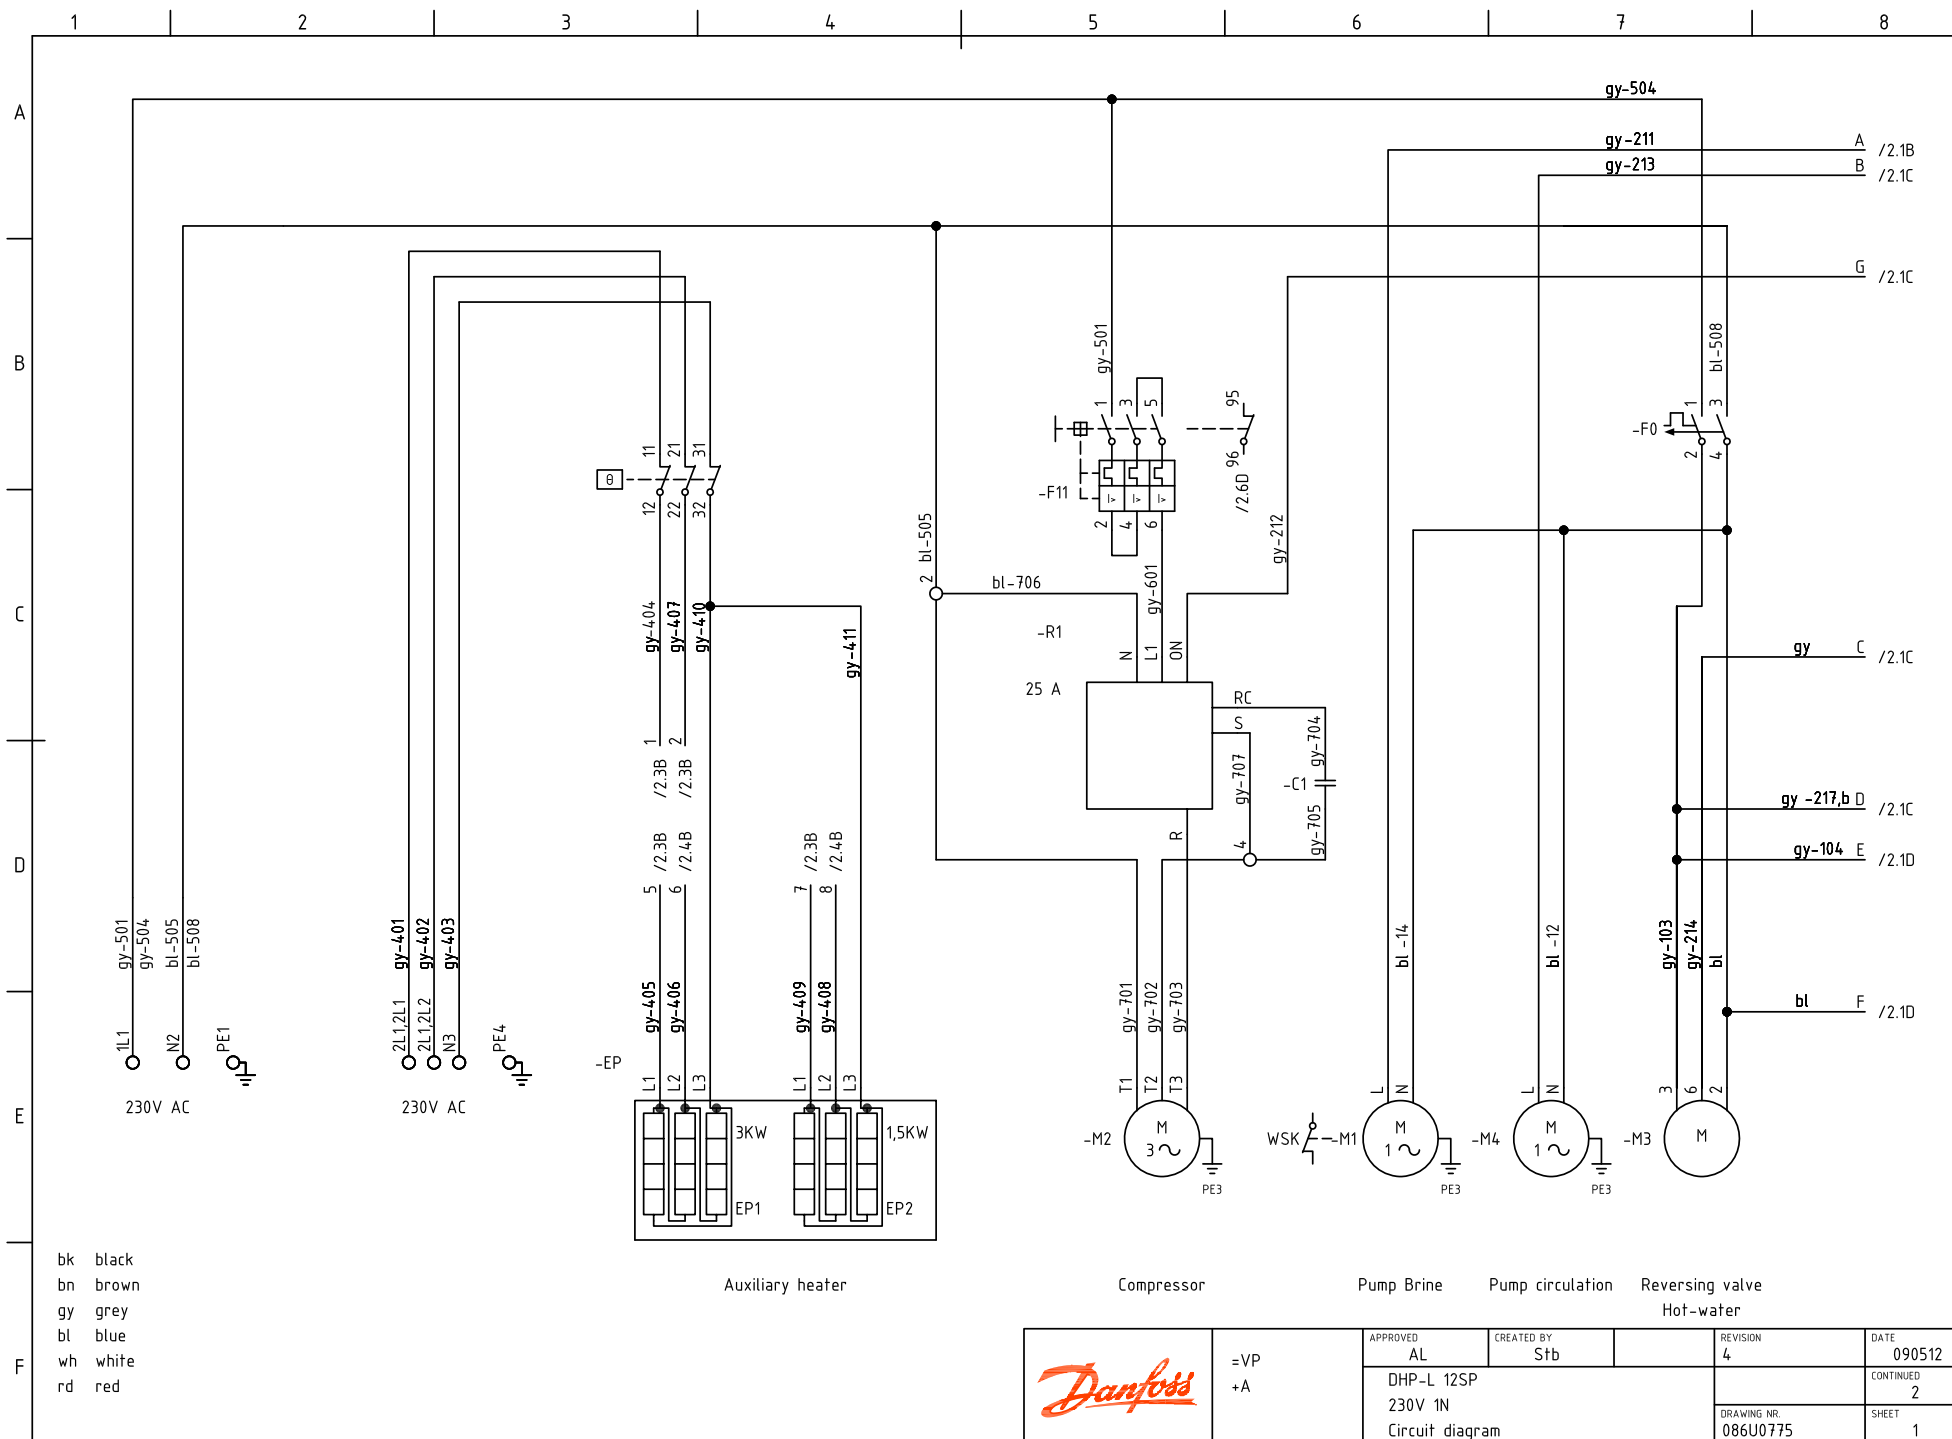 1 2 3 4 5 6 7 8
A
gy-504
gy-211 A /2.1B
gy-213 B /2.1C
G /2.1C
B
gy-501
bl-508
1 3 5
95
1 3
-F0
11 21 31
θ
96
2 4
-F11
I> I> I>
/2.6D
12 22 32
2 4 6
bl-505
gy-212
2
bl-706
gy-601
C
gy-404
gy-407
gy-410
gy-411
-R1
N L1 ON
gy C /2.1C
25 A
RC
S
gy-704
gy-707
-C1
gy-705
1 2
/2.3B /2.3B
gy -217,b D /2.1C
R
4
/2.3B /2.4B
/2.3B /2.4B
gy-104 E /2.1D
D
5 6 7 8
gy-501
gy-504
bl-505
bl-508
gy-401
gy-402
gy-403
bl -14
bl -12
gy-103
gy-214
bl
gy-405
gy-406
gy-409
gy-408
gy-701
gy-702
gy-703
bl F /2.1D
1L1 N2 PE1
2L1,2L1 2L1,2L2 N3 PE4
-EP
L1 L2 L3
L1 L2 L3
T1 T2 T3
L N
L N
3 6 2
230V AC
230V AC
E
3KW
1,5KW
-M2
M
3
WSK
-M1
M
1
-M4
M
1
-M3
M
PE3
PE3
PE3
EP1
EP2
bk black
bn brown
gy grey
bl blue
wh white
rd red
Auxiliary heater
Compressor
Pump Brine
Pump circulation
Reversing valve
Hot-water
F
Danfoss
=VP
+A
APPROVED
AL
CREATED BY
Stb
REVISION
4
DATE
090512
DHP-L 12SP
230V 1N
Circuit diagram
CONTINUED
2
DRAWING NR.
086U0775
SHEET
1